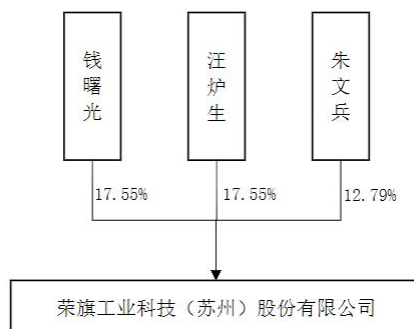 钱曙光
汪炉生
朱文兵
17.55%
17.55%
12.79%
荣旗工业科技（苏州）股份有限公司